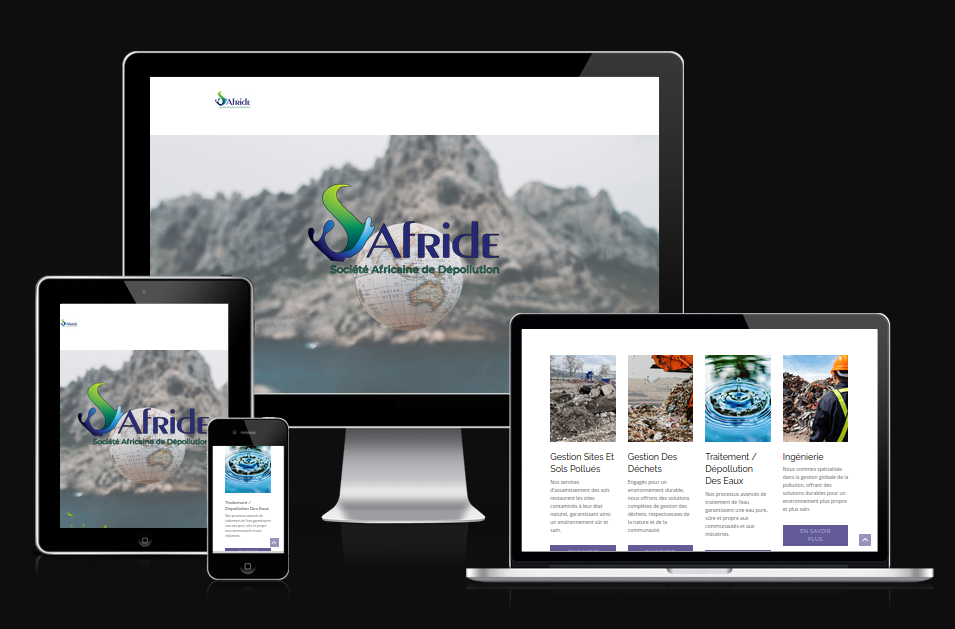 Afride
Afride
Société Africaine de Dépollution
Afride
Société Africaine de Dépollution
Traitement /
Dépollution Des Eaux
Nos processus avancés de
traitement de l'eau garantissent
une eau pure, sûre et propre
aux communautés et aux
industries.
Gestion Sites Et
Sols Pollués
Nos services
d'assainissement des sols
restaurent les sites
contaminés à leur état
naturel, garantissant ainsi
un environnement sûr et
sain.
Gestion Des
Déchets
Engagés pour un
environnement durable,
nous offrons des solutions
complètes de gestion des
déchets, respectueuses de
la nature et de la
communauté.
Traitement /
Dépollution
Des Eaux
Nos processus avancés de
traitement de l'eau
garantissent une eau pure,
sûre et propre aux
communautés et aux
industries.
Ingénierie
Nous sommes spécialisés
dans la gestion globale de la
pollution, offrant des
solutions durables pour un
environnement plus propre
et plus sain.
EN SAVOIR
PLUS